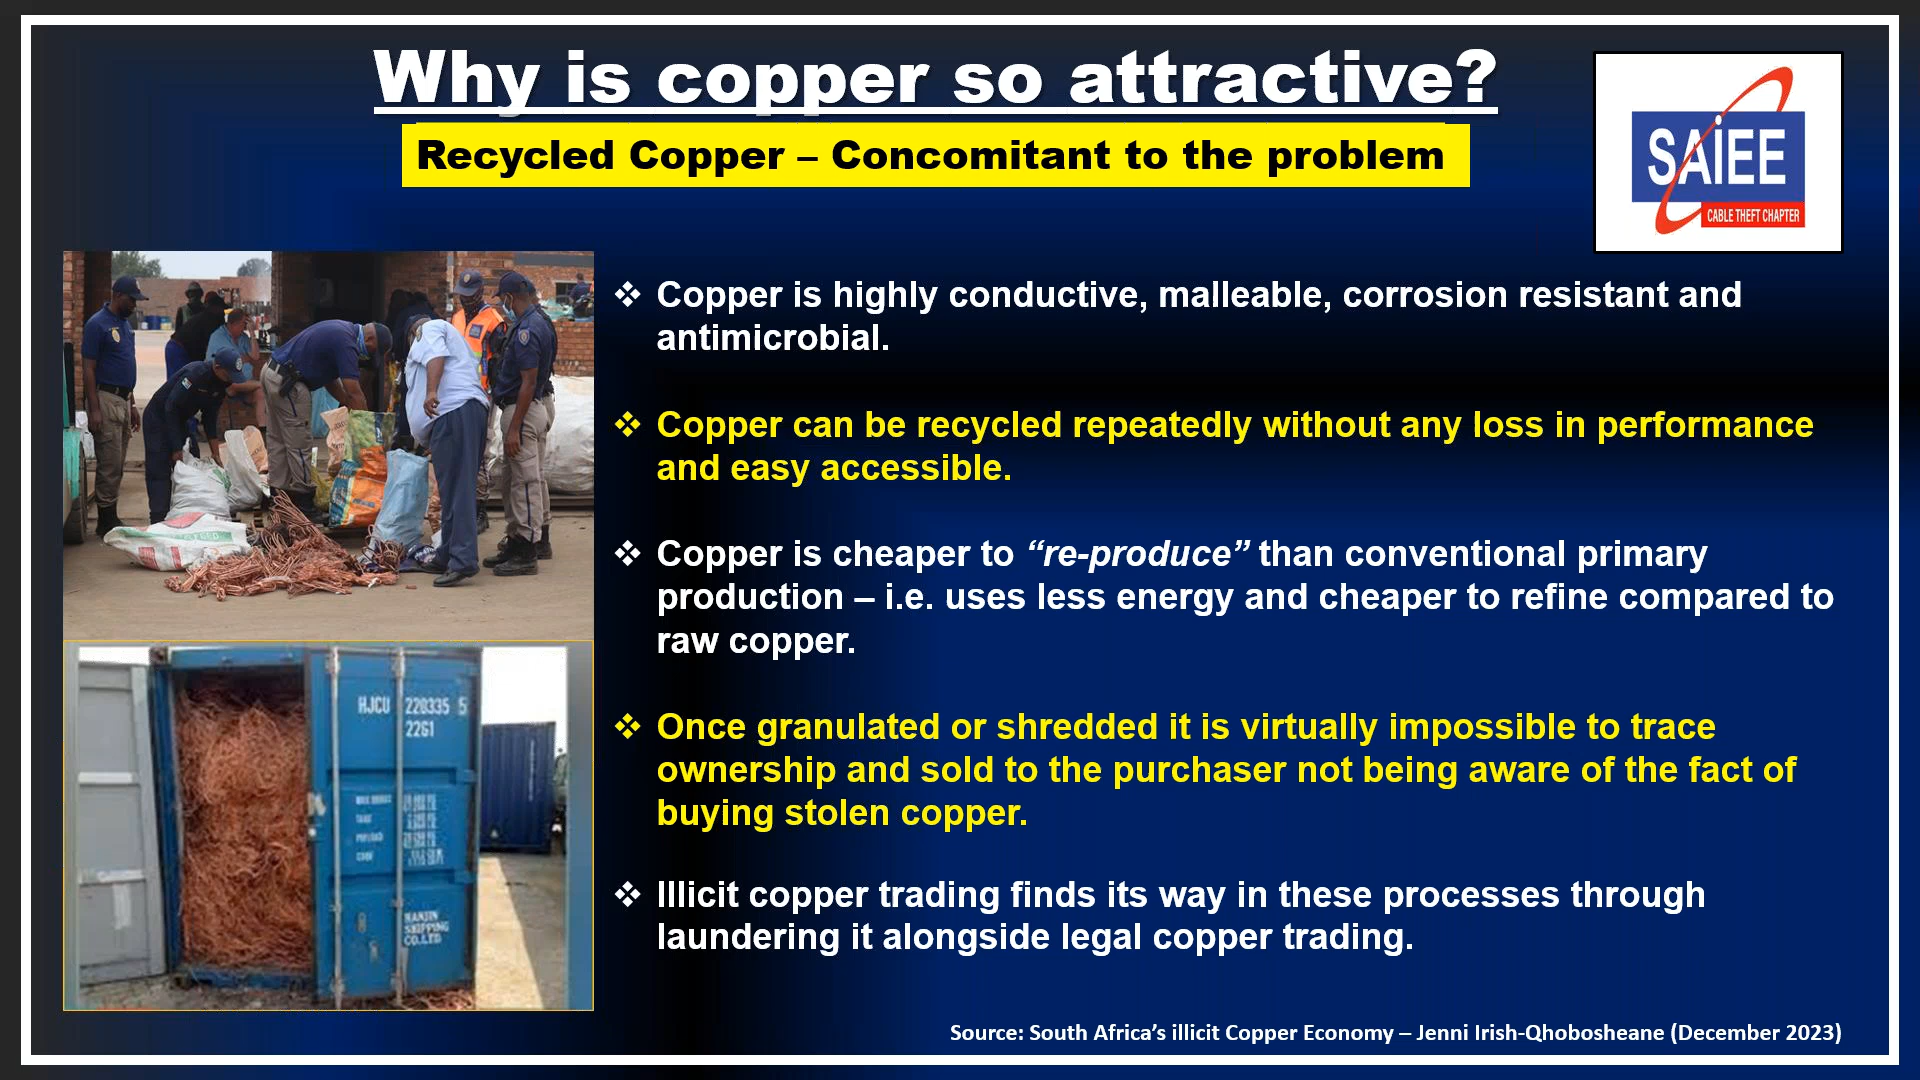 Why is copper so attractive?
Recycled Copper – Concomitant to the problem
SAiEE
CABLE THEFT CHAPTER
❖ Copper is highly conductive, malleable, corrosion resistant and
antimicrobial.
❖ Copper can be recycled repeatedly without any loss in performance
and easy accessible.
❖ Copper is cheaper to “re-produce” than conventional primary
production – i.e. uses less energy and cheaper to refine compared to
raw copper.
❖ Once granulated or shredded it is virtually impossible to trace
ownership and sold to the purchaser not being aware of the fact of
buying stolen copper.
❖ Illicit copper trading finds its way in these processes through
laundering it alongside legal copper trading.
HJCU 220335 5
2261
HANJIN
SHIPPING
CO.LTD
Source: South Africa’s illicit Copper Economy – Jenni Irish-Qhobosheane (December 2023)